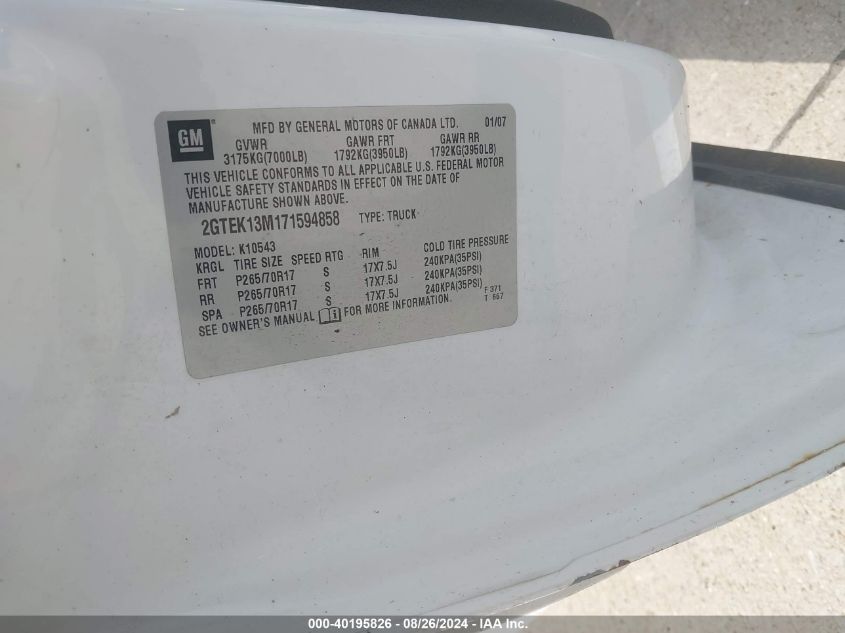 GM
MFD BY GENERAL MOTORS OF CANADA LTD. 01/07
GVWR GAWR FRT GAWR RR
3175KG(7000LB) 1792KG(3950LB) 1792KG(3950LB)
THIS VEHICLE CONFORMS TO ALL APPLICABLE U.S. FEDERAL MOTOR
VEHICLE SAFETY STANDARDS IN EFFECT ON THE DATE OF
MANUFACTURE SHOWN ABOVE.
2GTEK13M171594858 TYPE: TRUCK
MODEL: K10543
KRGL TIRE SIZE SPEED RTG RIM COLD TIRE PRESSURE
FRT P265/70R17 S 17X7.5J 240KPA(35PSI)
RR P265/70R17 S 17X7.5J 240KPA(35PSI)
SPA P265/70R17 S 17X7.5J 240KPA(35PSI)
SEE OWNER'S MANUAL FOR MORE INFORMATION.
F 371
T 657
000-40195826 - 08/26/2024 - IAA Inc.